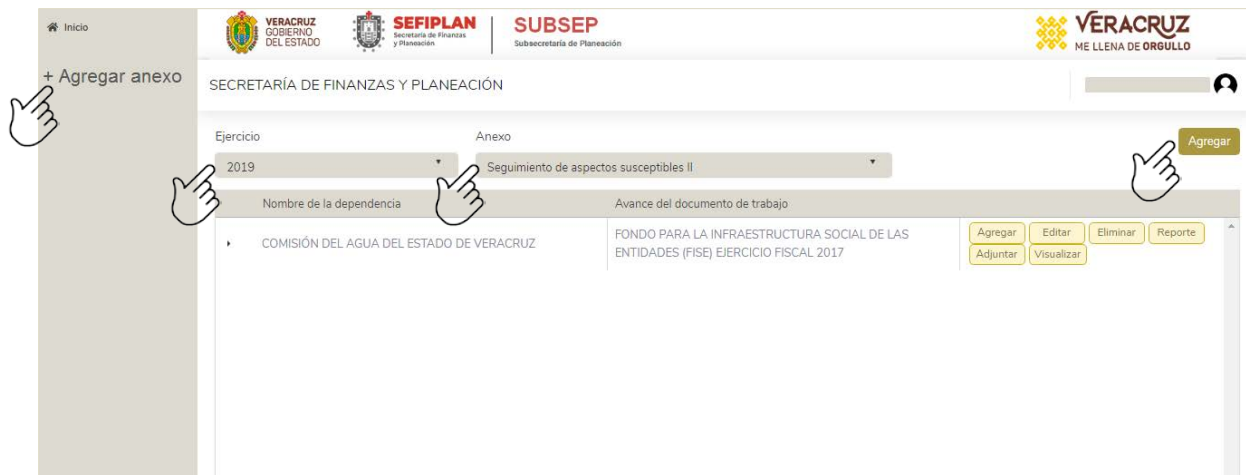 Inicio
+ Agregar anexo
VERACRUZ
GOBIERNO
DEL ESTADO
SEFIPLAN
Secretaría de Finanzas
y Planeación
SUBSEP
Subsecretaría de Planeación
VERACRUZ
ME LLENA DE ORGULLO
SECRETARÍA DE FINANZAS Y PLANEACIÓN
Ejercicio
Anexo
2019
Seguimiento de aspectos susceptibles II
Agregar
Nombre de la dependencia
Avance del documento de trabajo
COMISIÓN DEL AGUA DEL ESTADO DE VERACRUZ
FONDO PARA LA INFRAESTRUCTURA SOCIAL DE LAS
ENTIDADES (FISE) EJERCICIO FISCAL 2017
Agregar Editar Eliminar Reporte
Adjuntar Visualizar